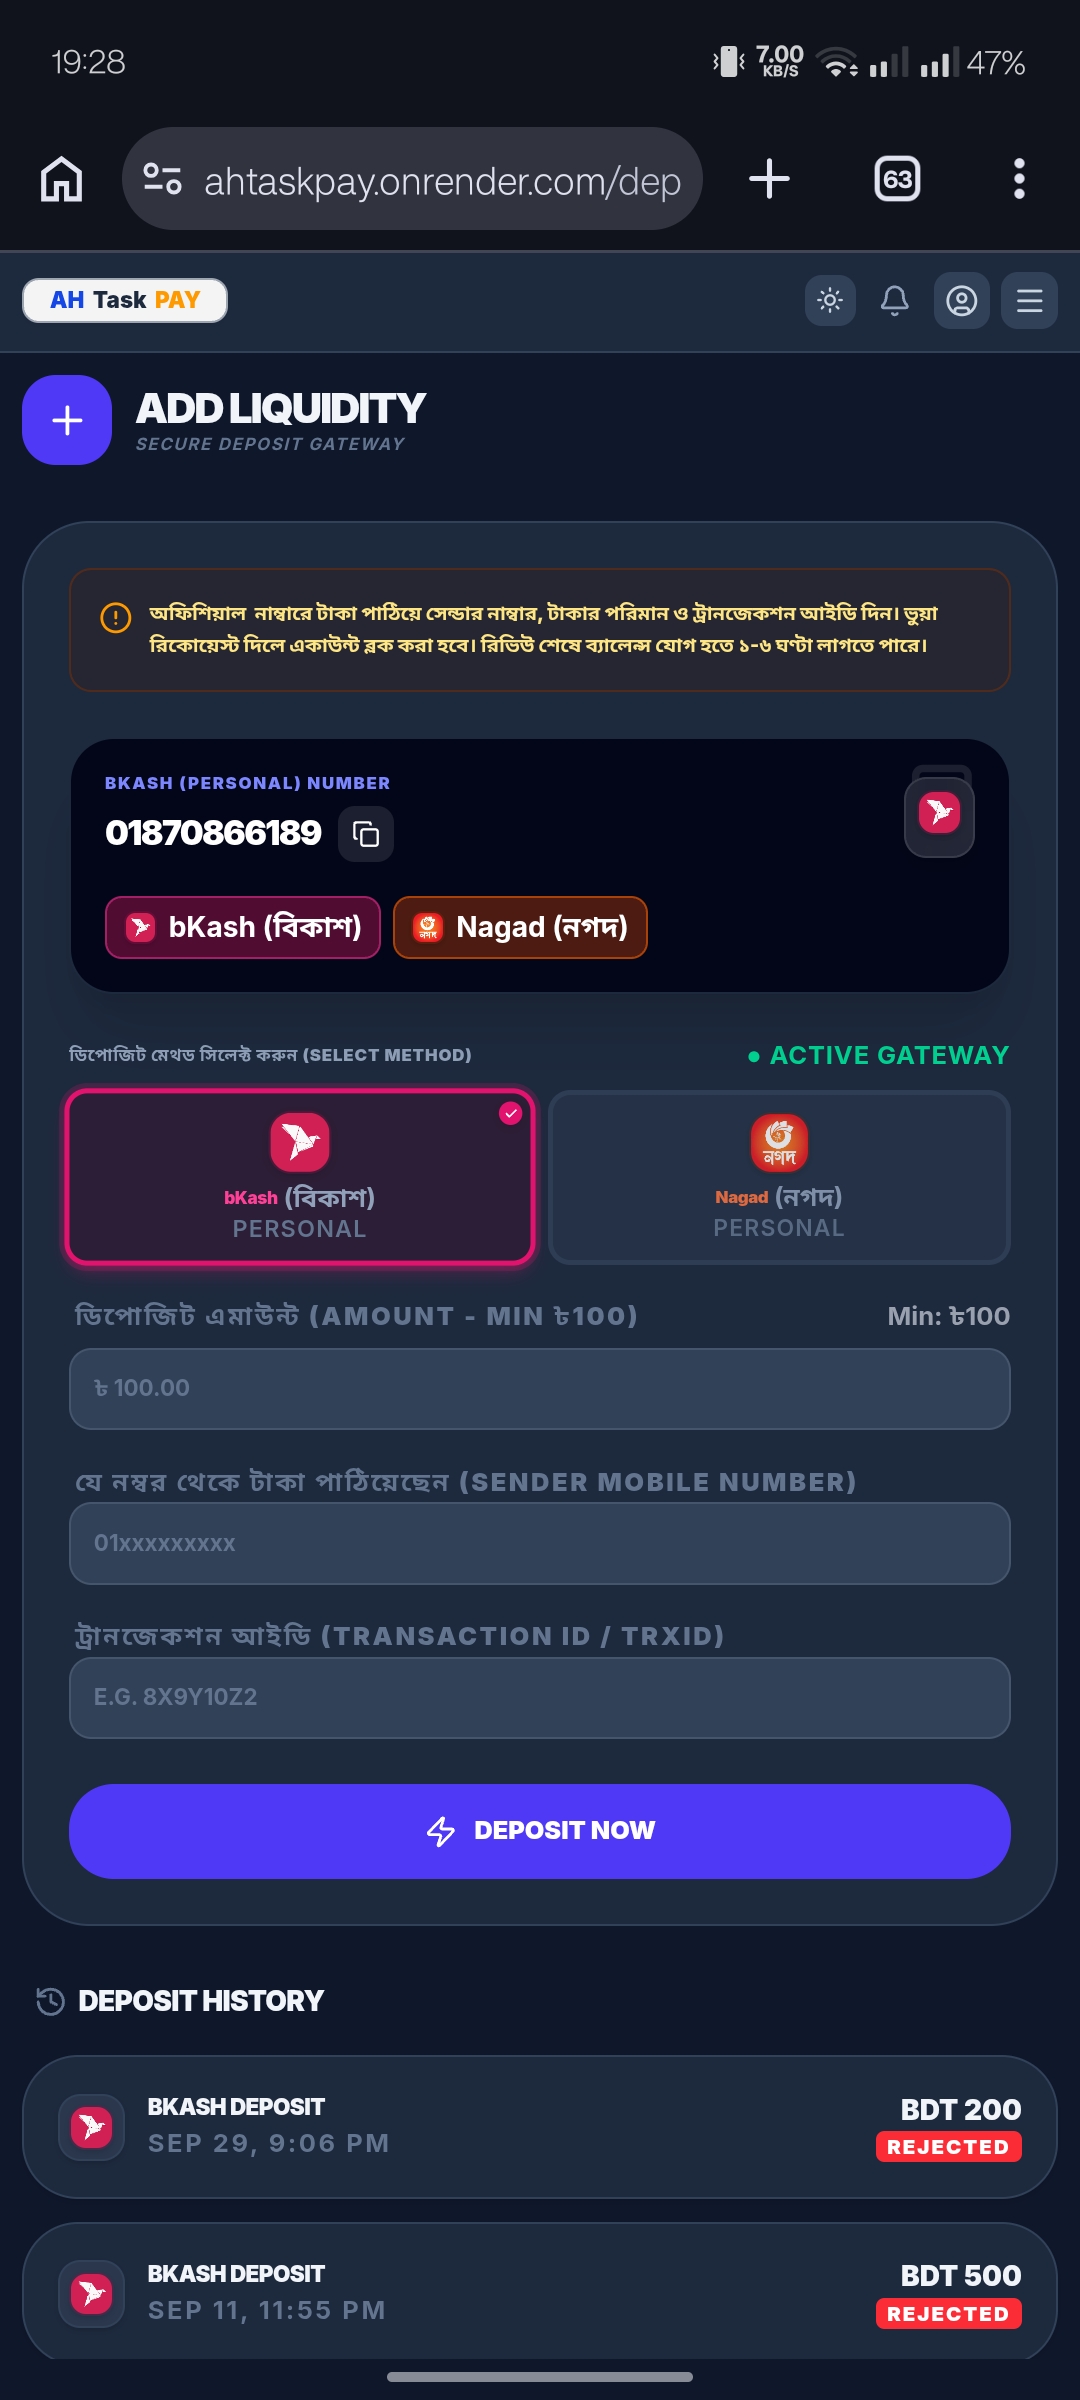 19:28
7.00 KB/S
47%
ahtaskpay.onrender.com/dep
63
AH Task PAY
ADD LIQUIDITY
SECURE DEPOSIT GATEWAY
অফিশিয়াল নাম্বারে টাকা পাঠিয়ে সেন্ডার নাম্বার, টাকার পরিমান ও ট্রানজেকশন আইডি দিন। ভুয়া
রিকোয়েস্ট দিলে একাউন্ট ব্লক করা হবে। রিভিউ শেষে ব্যালেন্স যোগ হতে ১-৬ ঘণ্টা লাগতে পারে।
BKASH (PERSONAL) NUMBER
01870866189
bKash (বিকাশ)
Nagad (নগদ)
ডিপোজিট মেথড সিলেক্ট করুন (SELECT METHOD)
● ACTIVE GATEWAY
bKash (বিকাশ)
PERSONAL
নগদ
Nagad (নগদ)
PERSONAL
ডিপোজিট এমাউন্ট (AMOUNT - MIN ৳100)
Min: ৳100
৳ 100.00
যে নম্বর থেকে টাকা পাঠিয়েছেন (SENDER MOBILE NUMBER)
01xxxxxxxxx
ট্রানজেকশন আইডি (TRANSACTION ID / TRXID)
E.G. 8X9Y10Z2
DEPOSIT NOW
DEPOSIT HISTORY
BKASH DEPOSIT
SEP 29, 9:06 PM
BDT 200
REJECTED
BKASH DEPOSIT
SEP 11, 11:55 PM
BDT 500
REJECTED